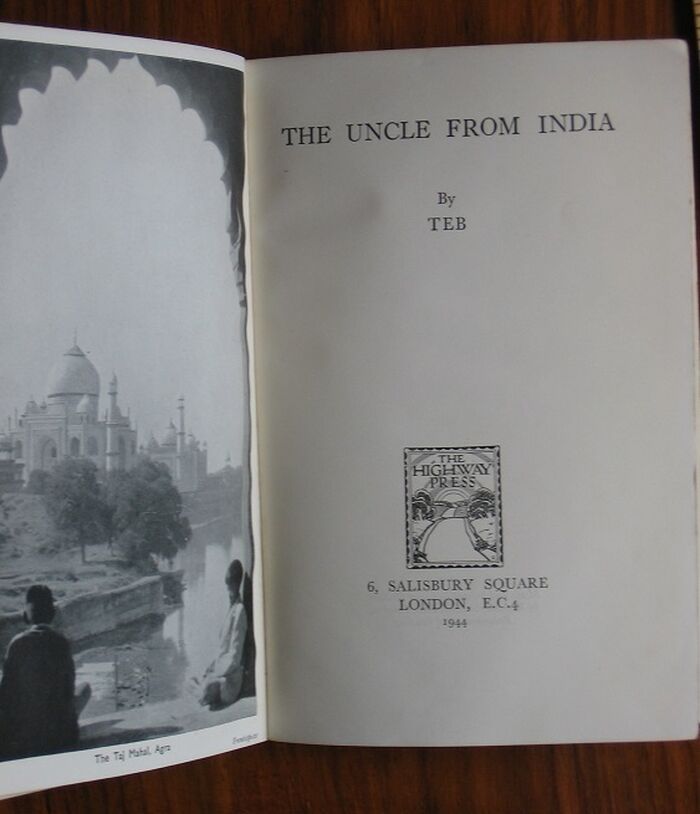 The Taj Mahal, Agra
Frontispiece
THE UNCLE FROM INDIA
By
TEB
THE
HIGHWAY
PRESS
6, SALISBURY SQUARE
LONDON, E.C.4
1944